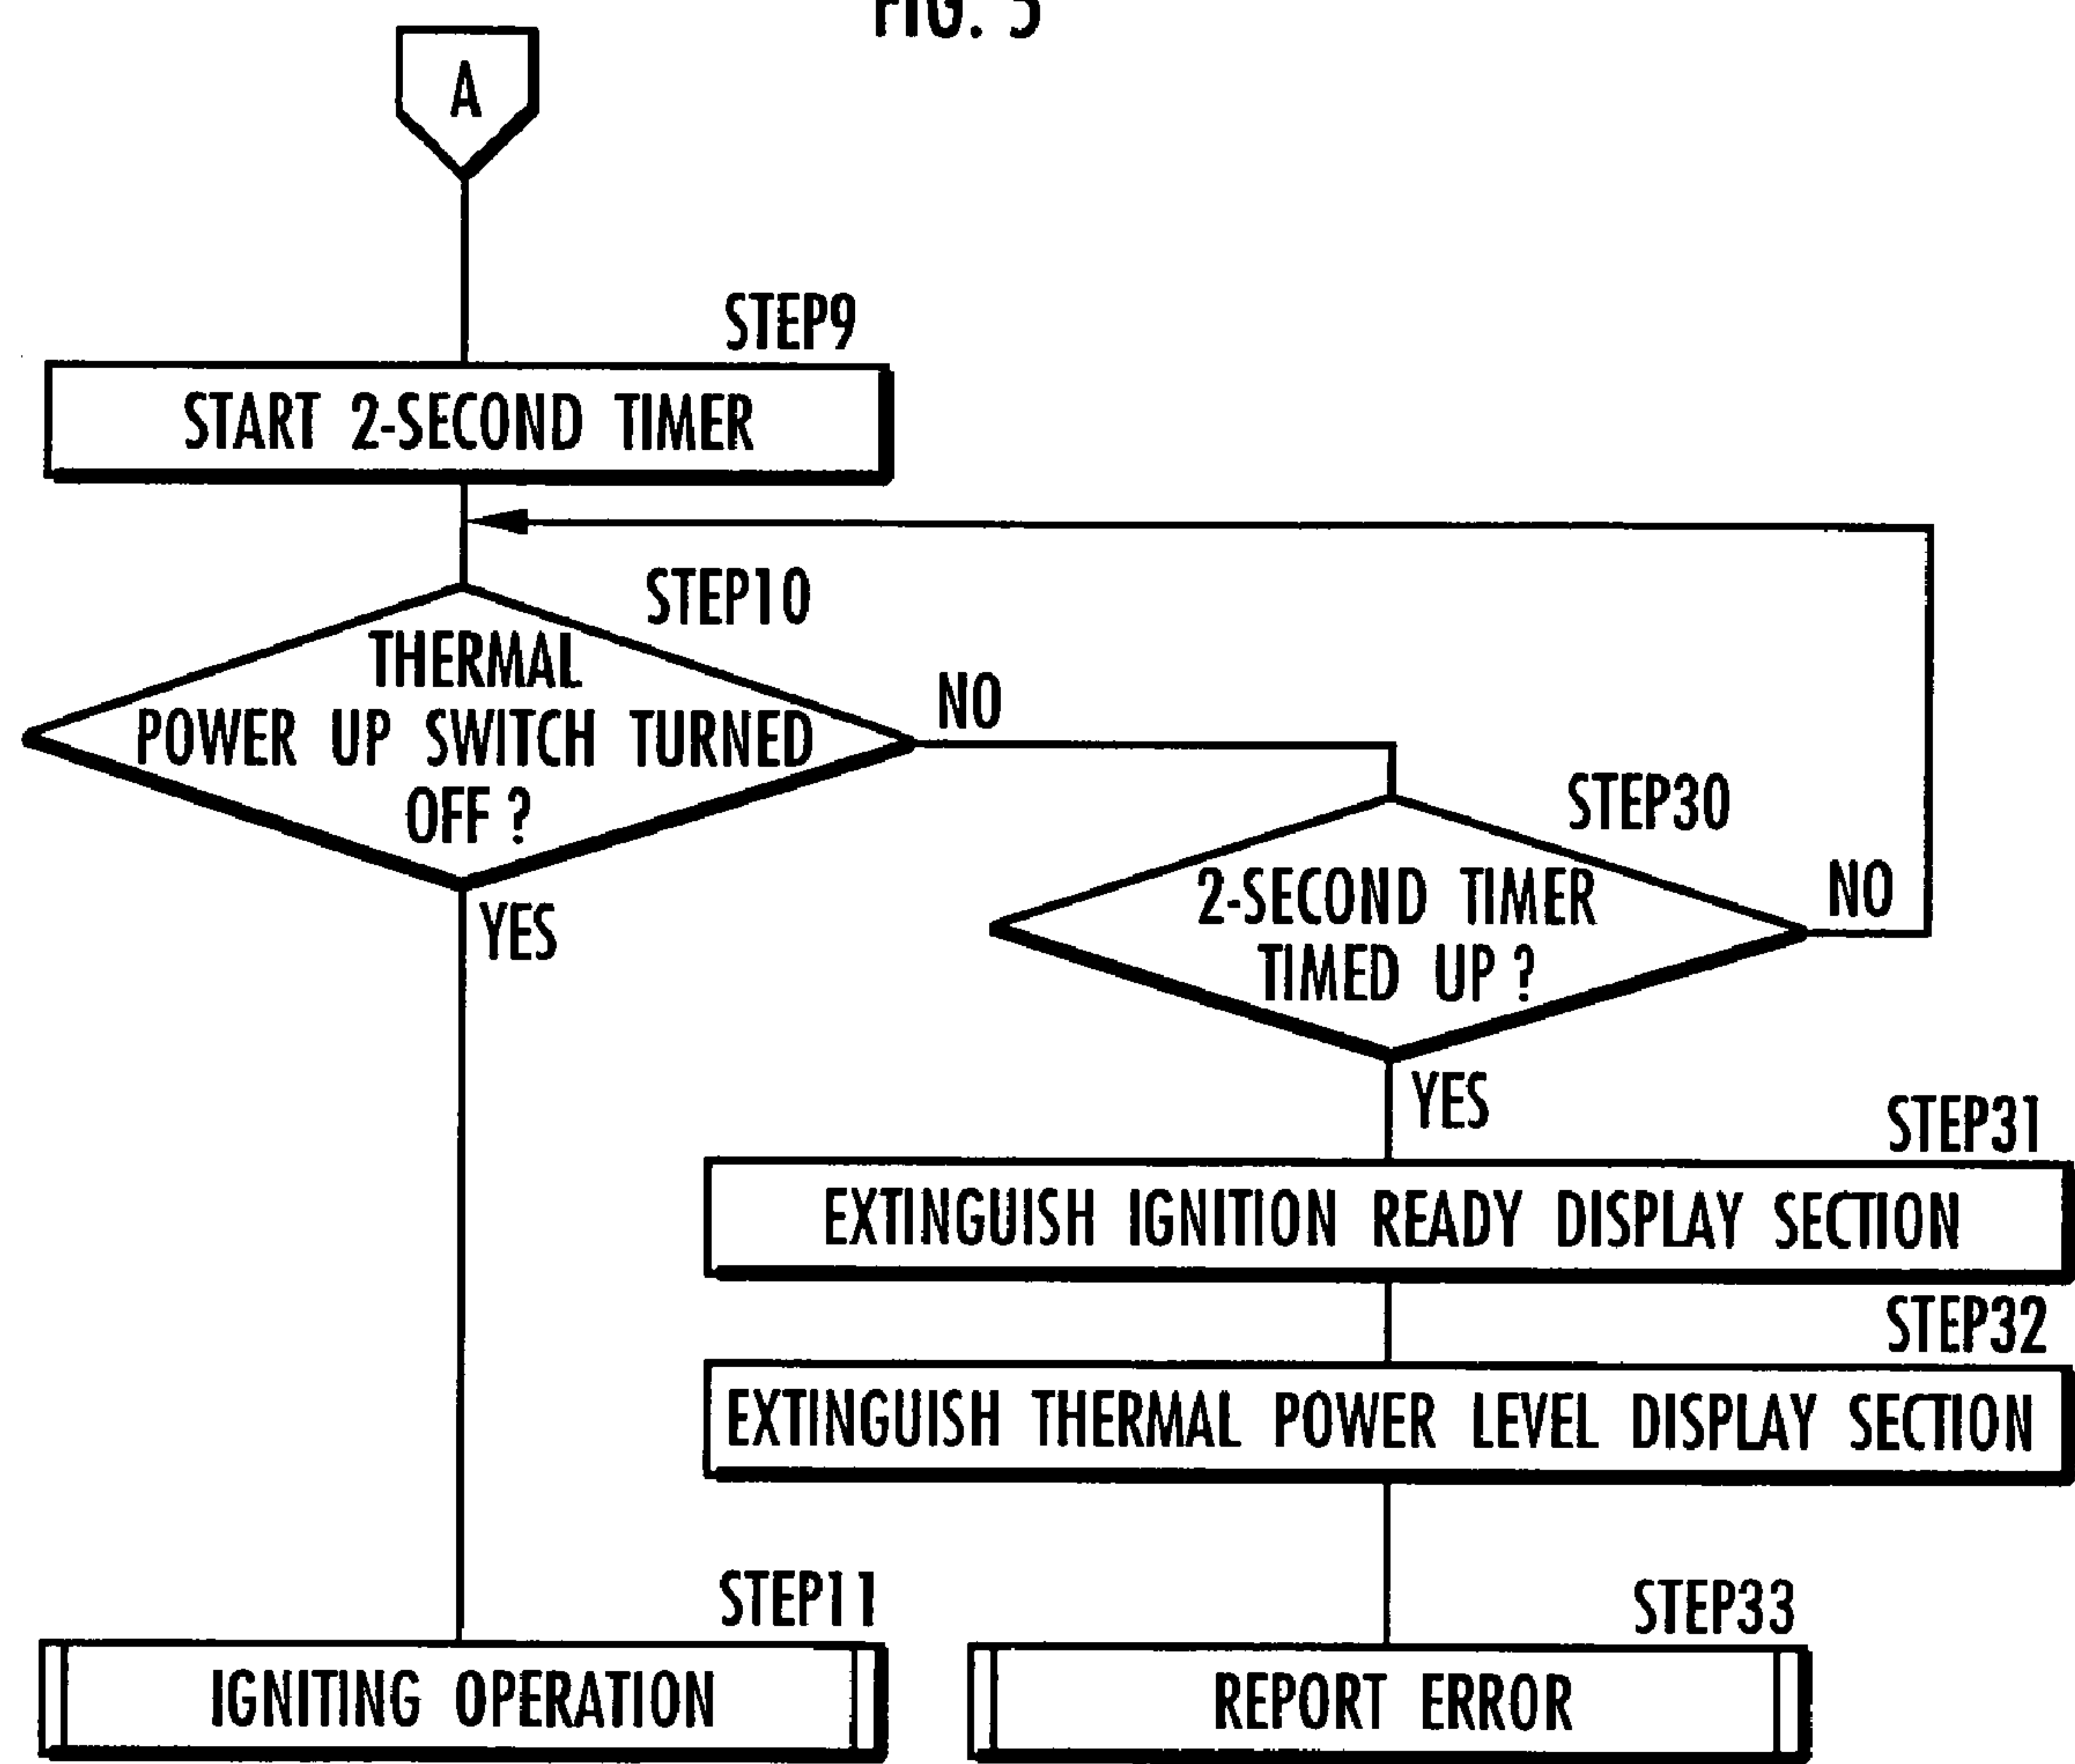 FIG. 5
A
STEP9
START 2-SECOND TIMER
STEP10
THERMAL
POWER UP SWITCH TURNED
OFF ?
NO
YES
STEP30
2-SECOND TIMER
TIMED UP ?
NO
YES
STEP31
EXTINGUISH IGNITION READY DISPLAY SECTION
STEP32
EXTINGUISH THERMAL POWER LEVEL DISPLAY SECTION
STEP11
IGNITING OPERATION
STEP33
REPORT ERROR